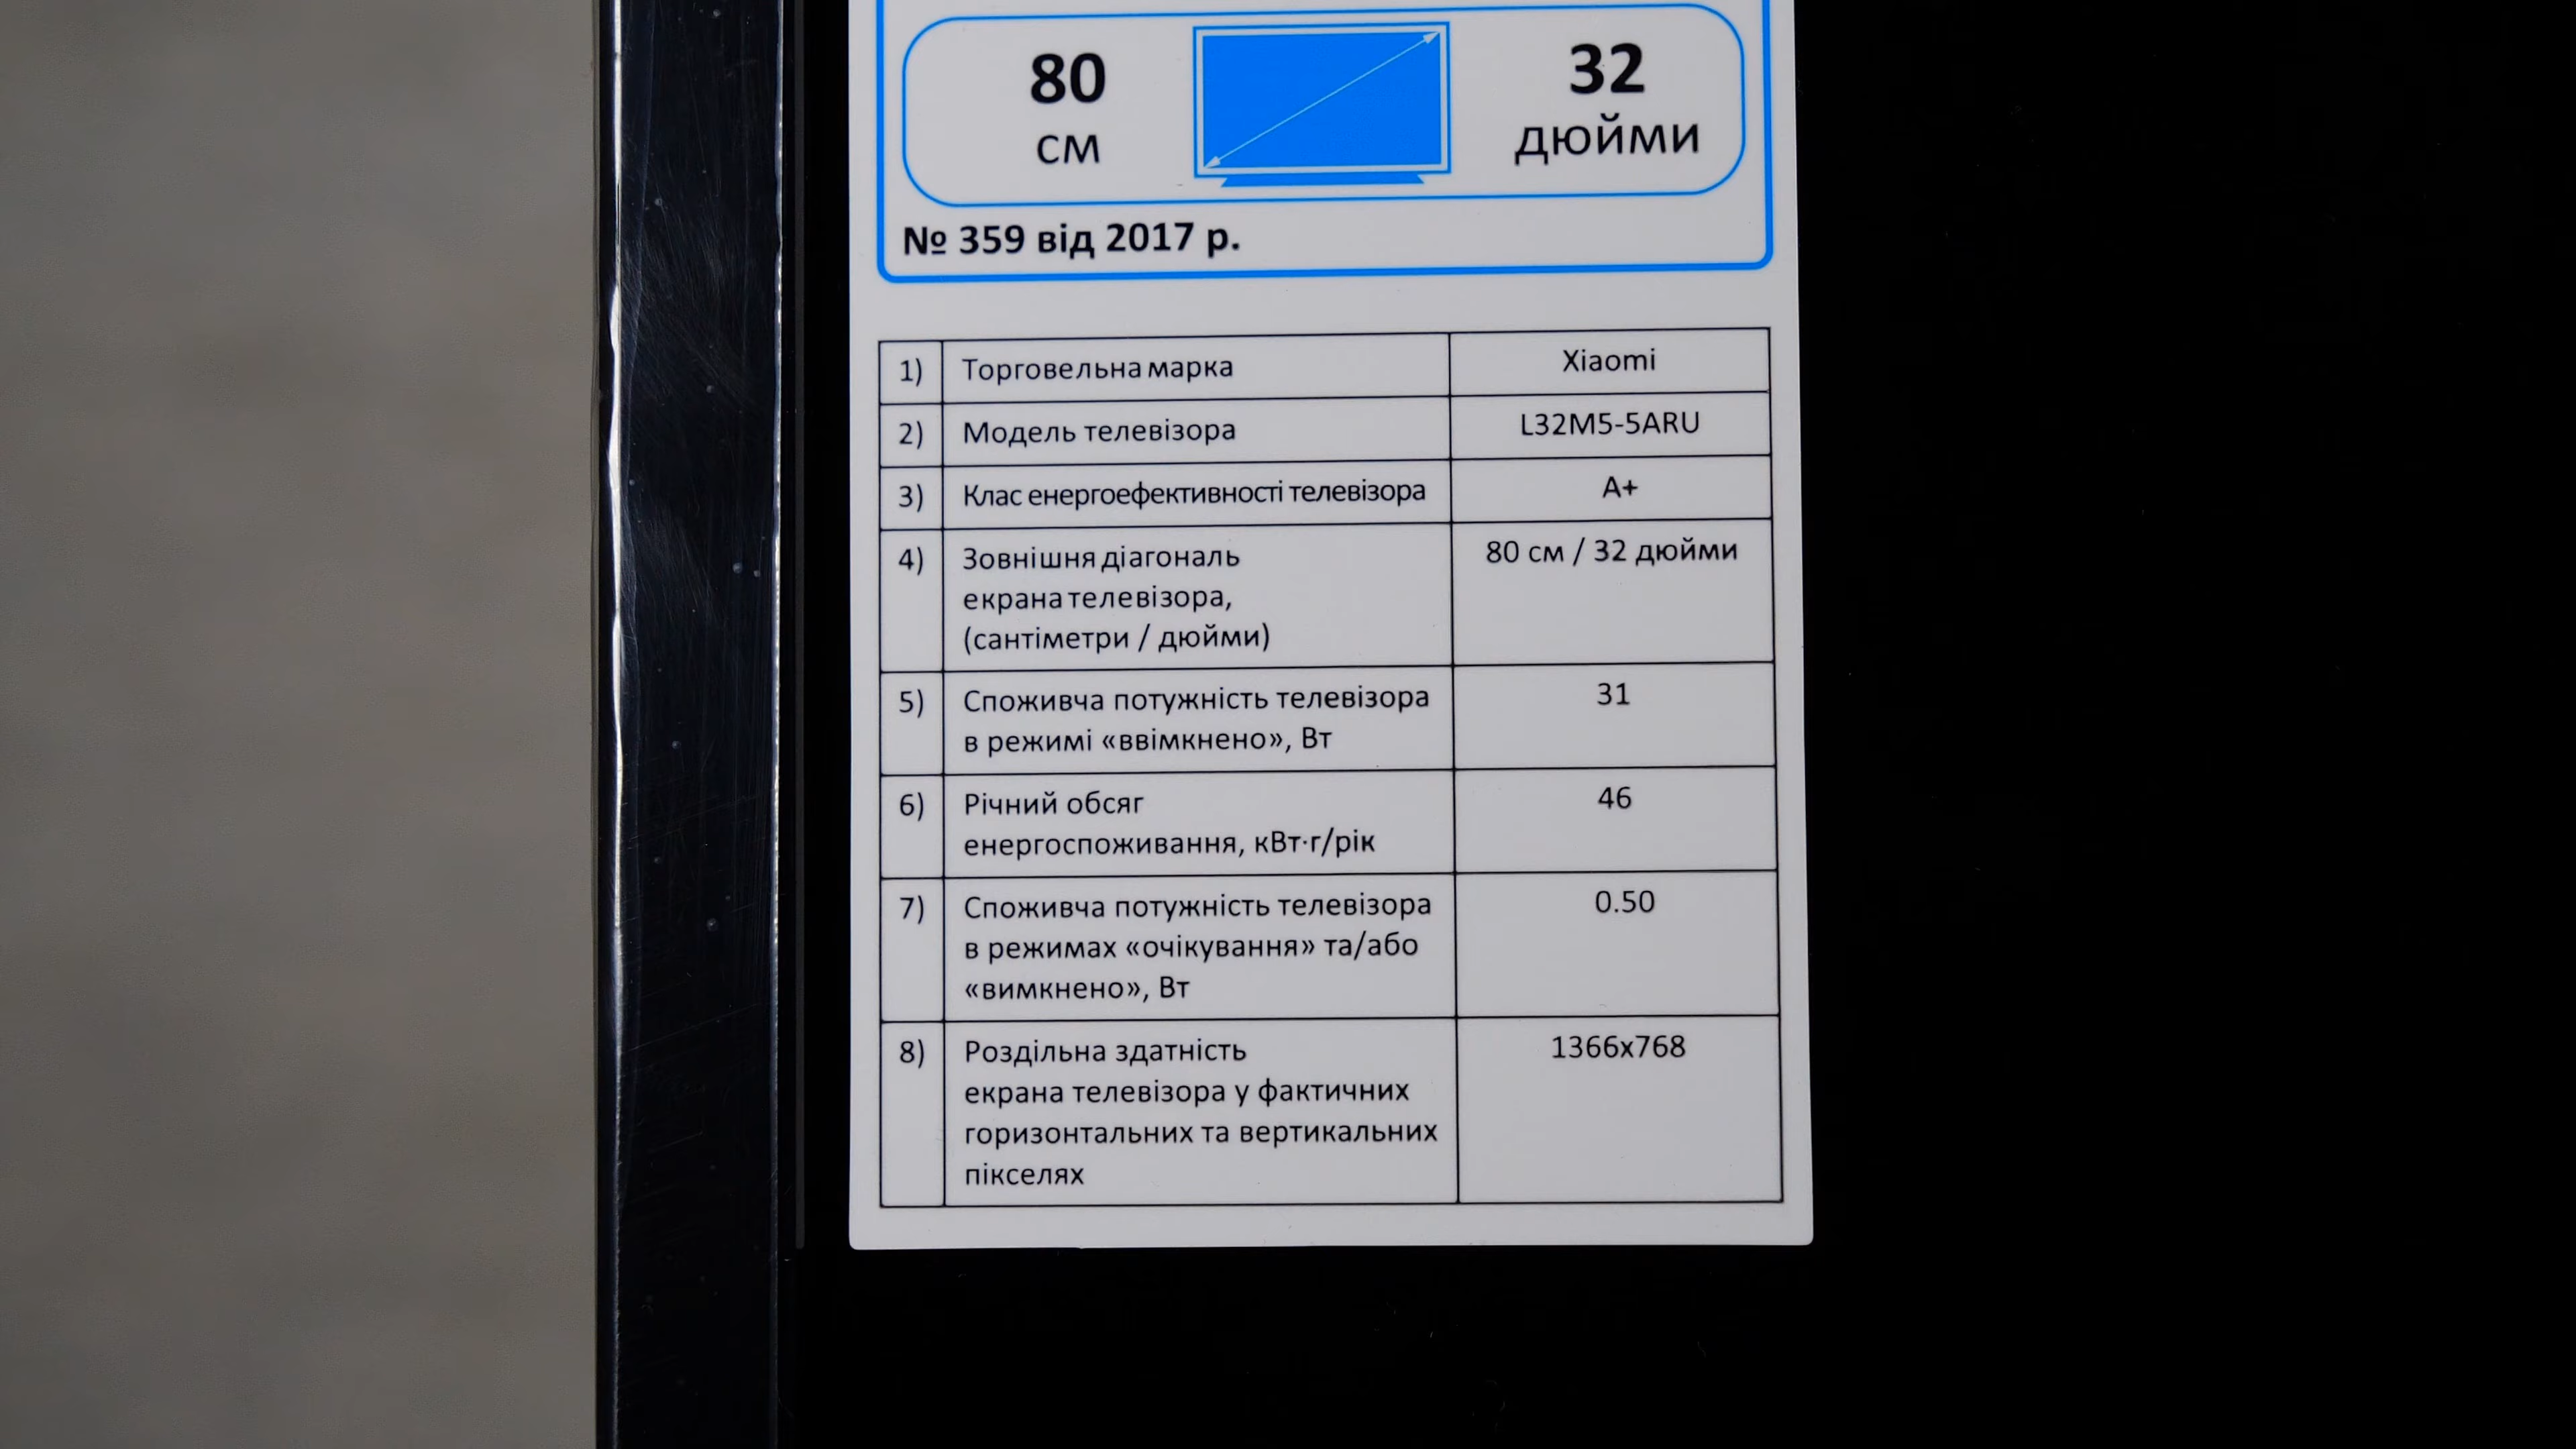 80
см
32
дюйми
№ 359 від 2017 р.
1) Торговельна марка Xiaomi
2) Модель телевізора L32M5-5ARU
3) Клас енергоефективності телевізора A+
4) Зовнішня діагональ 80 см / 32 дюйми
екрана телевізора,
(сантіметри / дюйми)
5) Споживча потужність телевізора 31
в режимі «ввімкнено», Вт
6) Річний обсяг 46
енергоспоживання, кВт·г/рік
7) Споживча потужність телевізора 0.50
в режимах «очікування» та/або
«вимкнено», Вт
8) Роздільна здатність 1366x768
екрана телевізора у фактичних
горизонтальних та вертикальних
пікселях